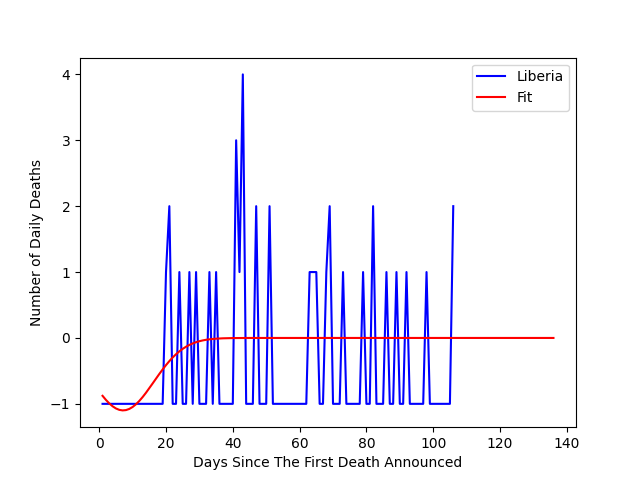 Liberia
Fit
4
3
2
1
0
−1
Number of Daily Deaths
0 20 40 60 80 100 120 140
Days Since The First Death Announced